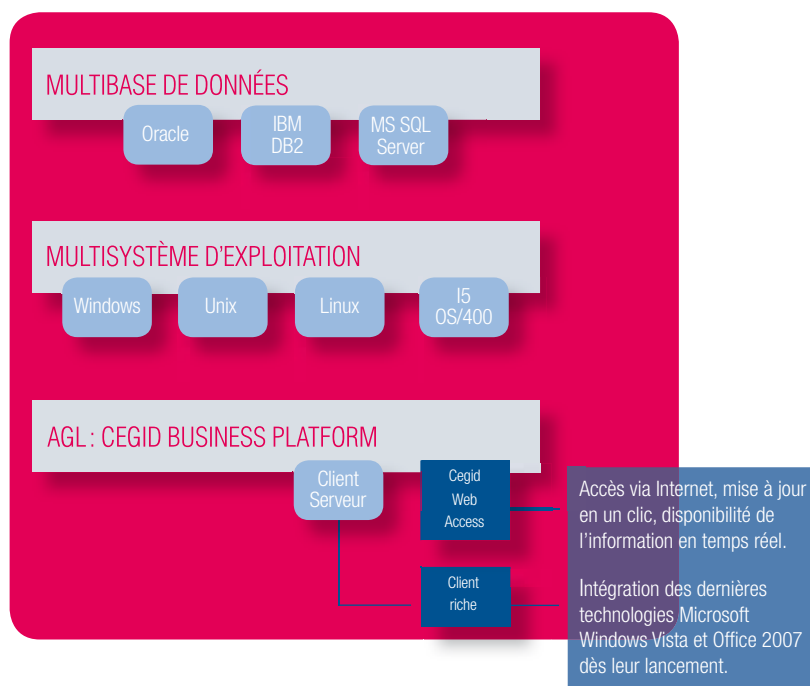 MULTIBASE DE DONNÉES
Oracle
IBM
DB2
MS SQL
Server
MULTISYSTÈME D'EXPLOITATION
Windows
Unix
Linux
I5
OS/400
AGL : CEGID BUSINESS PLATFORM
Client
Serveur
Cegid
Web
Access
Client
riche
Accès via Internet, mise à jour
en un clic, disponibilité de
l'information en temps réel.
Intégration des dernières
technologies Microsoft
Windows Vista et Office 2007
dès leur lancement.